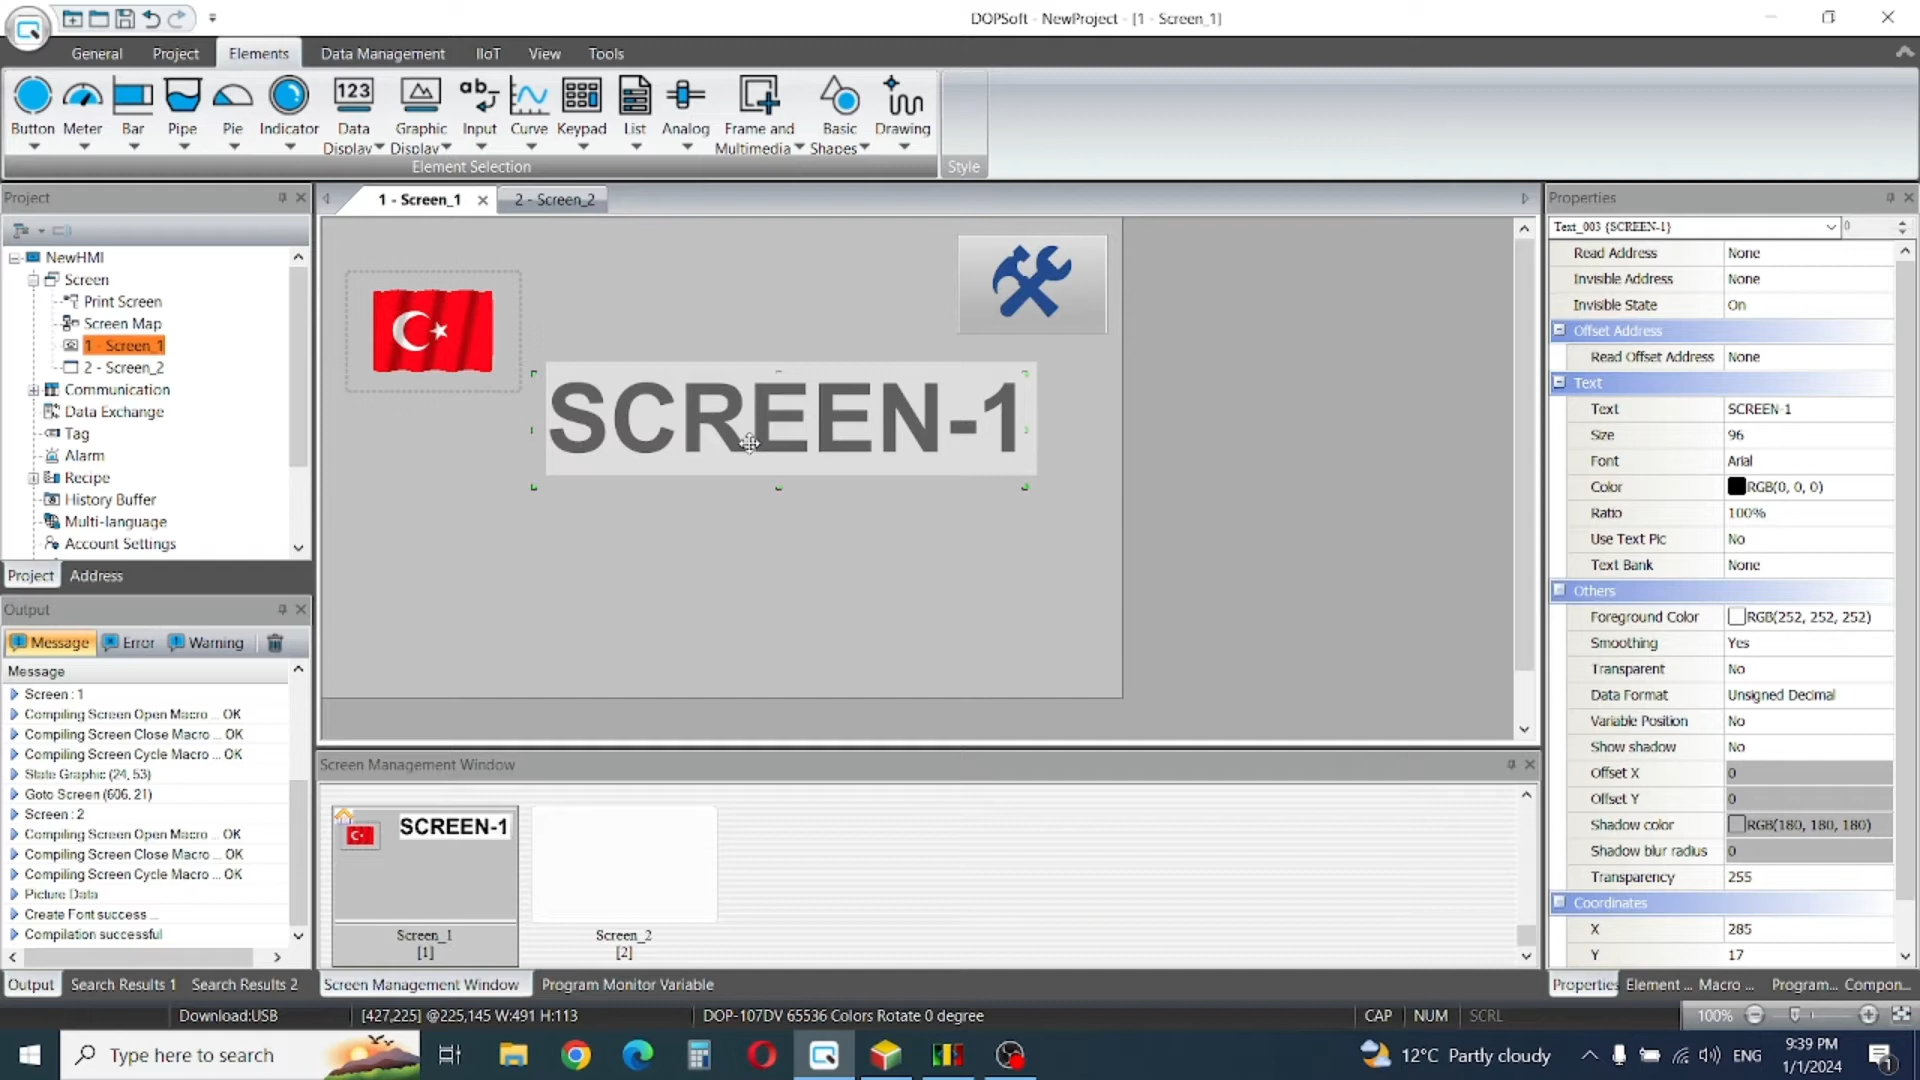 DOPSoft - NewProject - [1 - Screen_1]
General Project Elements Data Management IIoT View Tools
Button Meter Bar Pipe Pie Indicator Data Display Graphic Display Input Curve Keypad List Analog Frame and Multimedia Basic Shapes Drawing
Element Selection Style
Project
NewHMI
Screen
Print Screen
Screen Map
1 - Screen_1
2 - Screen_2
Communication
Data Exchange
Tag
Alarm
Recipe
History Buffer
Multi-language
Account Settings
Project Address
Output
Message Error Warning
Message
Screen : 1
Compiling Screen Open Macro ... OK
Compiling Screen Close Macro ... OK
Compiling Screen Cycle Macro ... OK
State Graphic (24, 53)
Goto Screen (606, 21)
Screen : 2
Compiling Screen Open Macro ... OK
Compiling Screen Close Macro ... OK
Compiling Screen Cycle Macro ... OK
Picture Data
Create Font success ...
Compilation successful
Output Search Results 1 Search Results 2
1 - Screen_1 2 - Screen_2
SCREEN-1
Screen Management Window
SCREEN-1
Screen_1
[1]
Screen_2
[2]
Screen Management Window Program Monitor Variable
Properties
Text_003 {SCREEN-1} 0
Read Address None
Invisible Address None
Invisible State On
Offset Address
Read Offset Address None
Text
Text SCREEN-1
Size 96
Font Arial
Color RGB(0, 0, 0)
Ratio 100%
Use Text Pic No
Text Bank None
Others
Foreground Color RGB(252, 252, 252)
Smoothing Yes
Transparent No
Data Format Unsigned Decimal
Variable Position No
Show shadow No
Offset X 0
Offset Y 0
Shadow color RGB(180, 180, 180)
Shadow blur radius 0
Transparency 255
Coordinates
X 285
Y 17
Properties Element ... Macro ... Program... Compon...
Download:USB [427,225] @225,145 W:491 H:113 DOP-107DV 65536 Colors Rotate 0 degree CAP NUM SCRL 100%
Type here to search 12°C Partly cloudy ENG 9:39 PM
1/1/2024
1